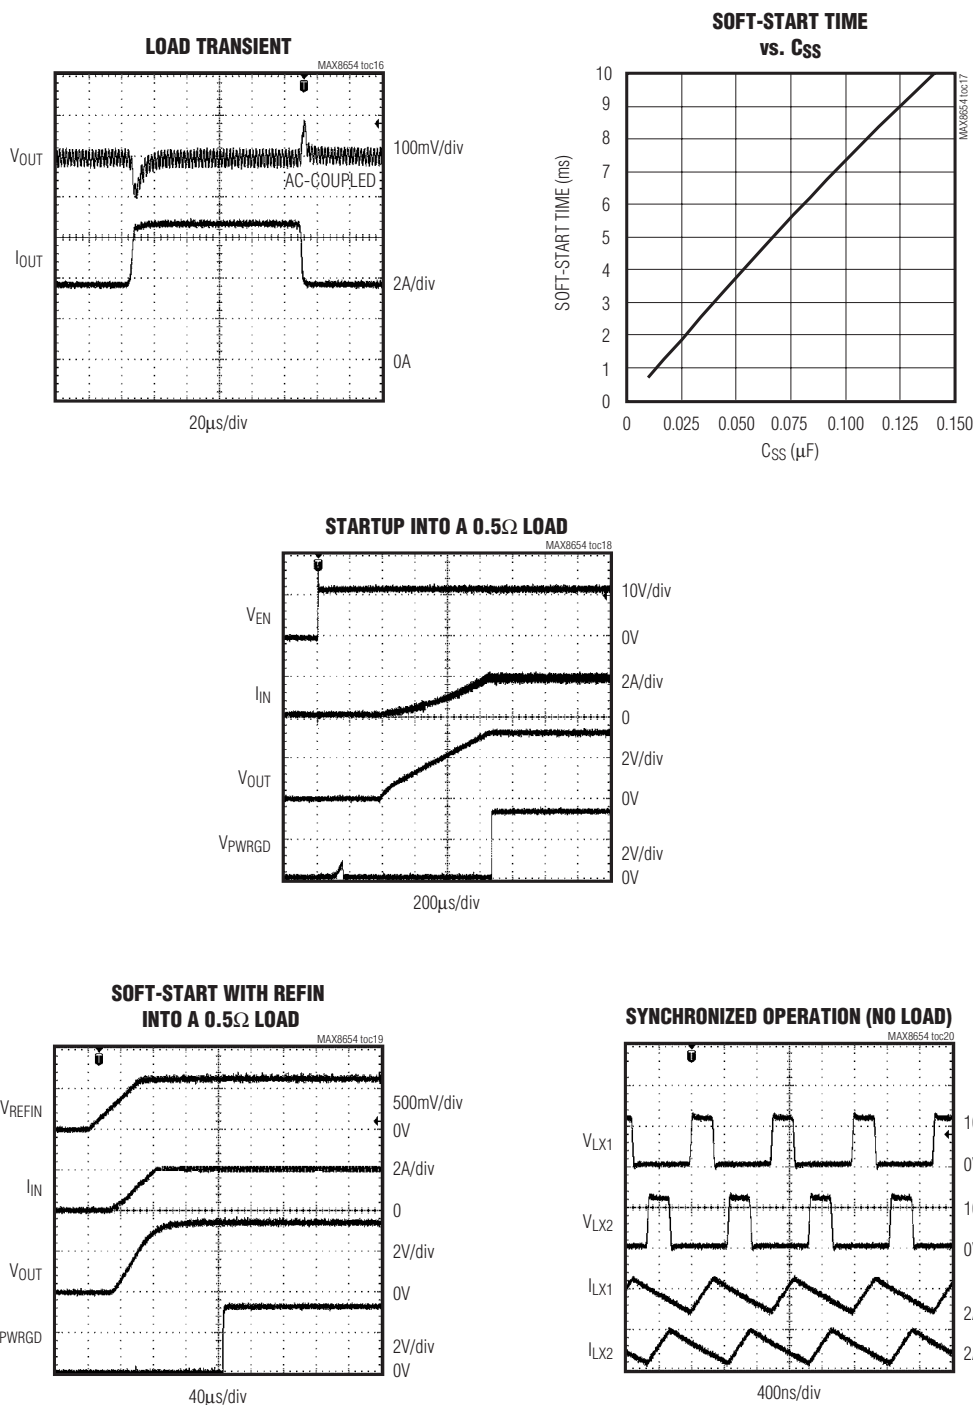 LOAD TRANSIENT
MAX8654 toc16
T
VOUT
100mV/div
AC-COUPLED
IOUT
2A/div
0A
20µs/div
SOFT-START TIME
vs. CSS
MAX8654 toc17
SOFT-START TIME (ms)
10
9
8
7
6
5
4
3
2
1
0
0 0.025 0.050 0.075 0.100 0.125 0.150
CSS (µF)
STARTUP INTO A 0.5Ω LOAD
MAX8654 toc18
T
VEN
10V/div
0V
IIN
2A/div
0
VOUT
2V/div
0V
VPWRGD
2V/div
0V
200µs/div
SOFT-START WITH REFIN
INTO A 0.5Ω LOAD
MAX8654 toc19
T
VREFIN
500mV/div
0V
IIN
2A/div
0
VOUT
2V/div
0V
PWRGD
2V/div
0V
40µs/div
SYNCHRONIZED OPERATION (NO LOAD)
MAX8654 toc20
T
VLX1
VLX2
ILX1
ILX2
400ns/div